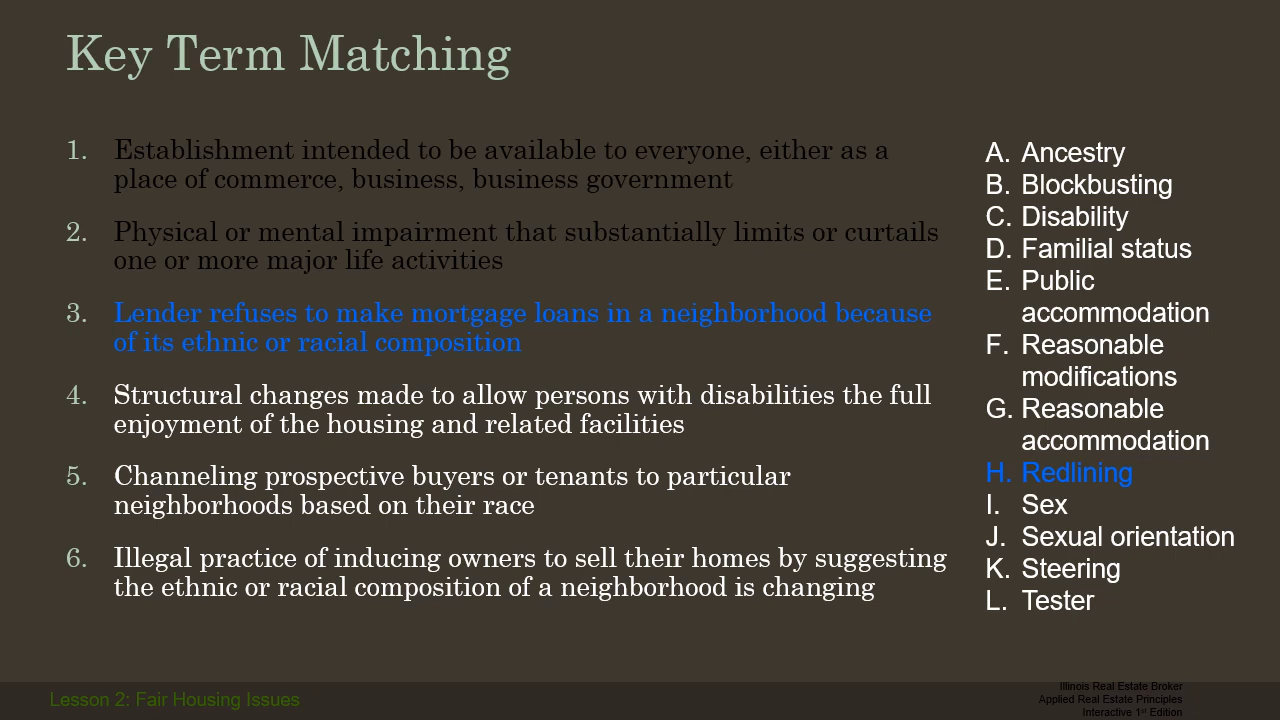 Key Term Matching
1. Establishment intended to be available to everyone, either as a
place of commerce, business, business government
2. Physical or mental impairment that substantially limits or curtails
one or more major life activities
3. Lender refuses to make mortgage loans in a neighborhood because
of its ethnic or racial composition
4. Structural changes made to allow persons with disabilities the full
enjoyment of the housing and related facilities
5. Channeling prospective buyers or tenants to particular
neighborhoods based on their race
6. Illegal practice of inducing owners to sell their homes by suggesting
the ethnic or racial composition of a neighborhood is changing
A. Ancestry
B. Blockbusting
C. Disability
D. Familial status
E. Public
accommodation
F. Reasonable
modifications
G. Reasonable
accommodation
H. Redlining
I. Sex
J. Sexual orientation
K. Steering
L. Tester
Lesson 2: Fair Housing Issues
Illinois Real Estate Broker
Applied Real Estate Principles
Interactive 1st Edition